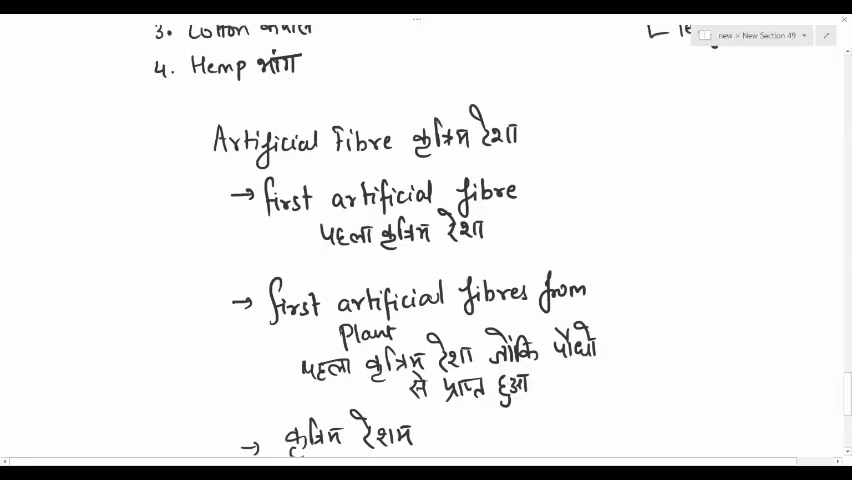 3. Cotton कपास
new > New Section 49
4. Hemp भांग
Artificial Fibre कृत्रिम रेशा
→ First artificial fibre
पहला कृत्रिम रेशा
→ First artificial fibres from
Plant
पहला कृत्रिम रेशा जोकि पौधो
से प्राप्त हुआ
→ कृत्रिम रेशम